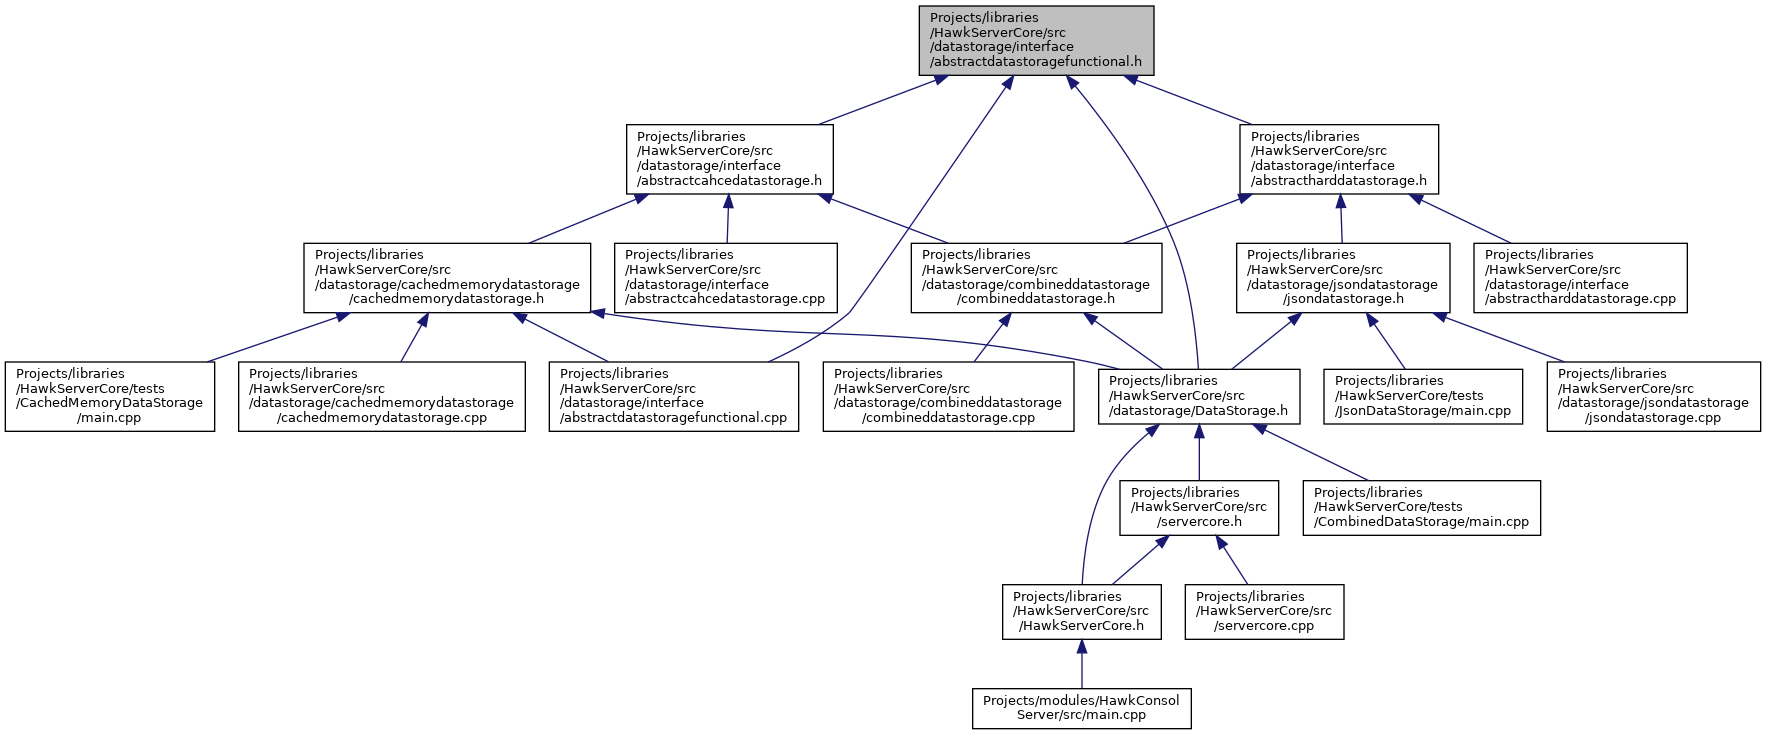 Projects/libraries
/HawkServerCore/src
/datastorage/interface
/abstractdatastoragefunctional.h
Projects/libraries
/HawkServerCore/src
/datastorage/interface
/abstractcahcedatastorage.h
Projects/libraries
/HawkServerCore/src
/datastorage/interface
/abstractharddatastorage.h
Projects/libraries
/HawkServerCore/src
/datastorage/cachedmemorydatastorage
/cachedmemorydatastorage.h
Projects/libraries
/HawkServerCore/src
/datastorage/interface
/abstractcahcedatastorage.cpp
Projects/libraries
/HawkServerCore/src
/datastorage/combineddatastorage
/combineddatastorage.h
Projects/libraries
/HawkServerCore/src
/datastorage/jsondatastorage
/jsondatastorage.h
Projects/libraries
/HawkServerCore/src
/datastorage/interface
/abstractharddatastorage.cpp
Projects/libraries
/HawkServerCore/tests
/CachedMemoryDataStorage
/main.cpp
Projects/libraries
/HawkServerCore/src
/datastorage/cachedmemorydatastorage
/cachedmemorydatastorage.cpp
Projects/libraries
/HawkServerCore/src
/datastorage/interface
/abstractdatastoragefunctional.cpp
Projects/libraries
/HawkServerCore/src
/datastorage/combineddatastorage
/combineddatastorage.cpp
Projects/libraries
/HawkServerCore/src
/datastorage/DataStorage.h
Projects/libraries
/HawkServerCore/tests
/JsonDataStorage/main.cpp
Projects/libraries
/HawkServerCore/src
/datastorage/jsondatastorage
/jsondatastorage.cpp
Projects/libraries
/HawkServerCore/src
/servercore.h
Projects/libraries
/HawkServerCore/tests
/CombinedDataStorage/main.cpp
Projects/libraries
/HawkServerCore/src
/HawkServerCore.h
Projects/libraries
/HawkServerCore/src
/servercore.cpp
Projects/modules/HawkConsol
Server/src/main.cpp